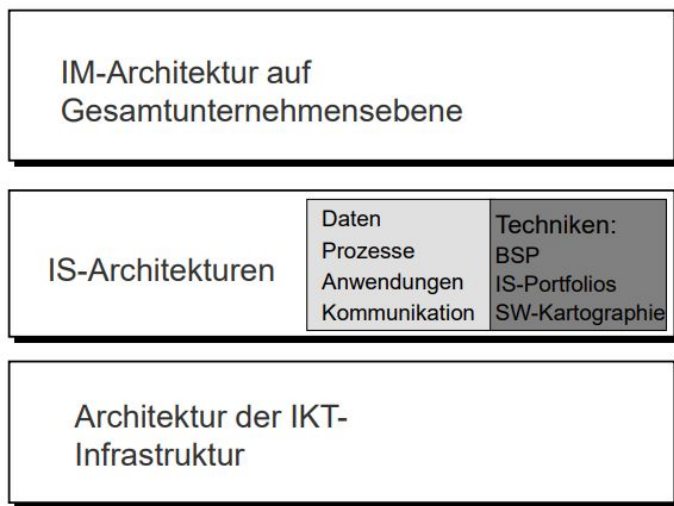 IM-Architektur auf
Gesamtunternehmensebene
IS-Architekturen
Daten
Prozesse
Anwendungen
Kommunikation
Techniken:
BSP
IS-Portfolios
SW-Kartographie
Architektur der IKT-
Infrastruktur